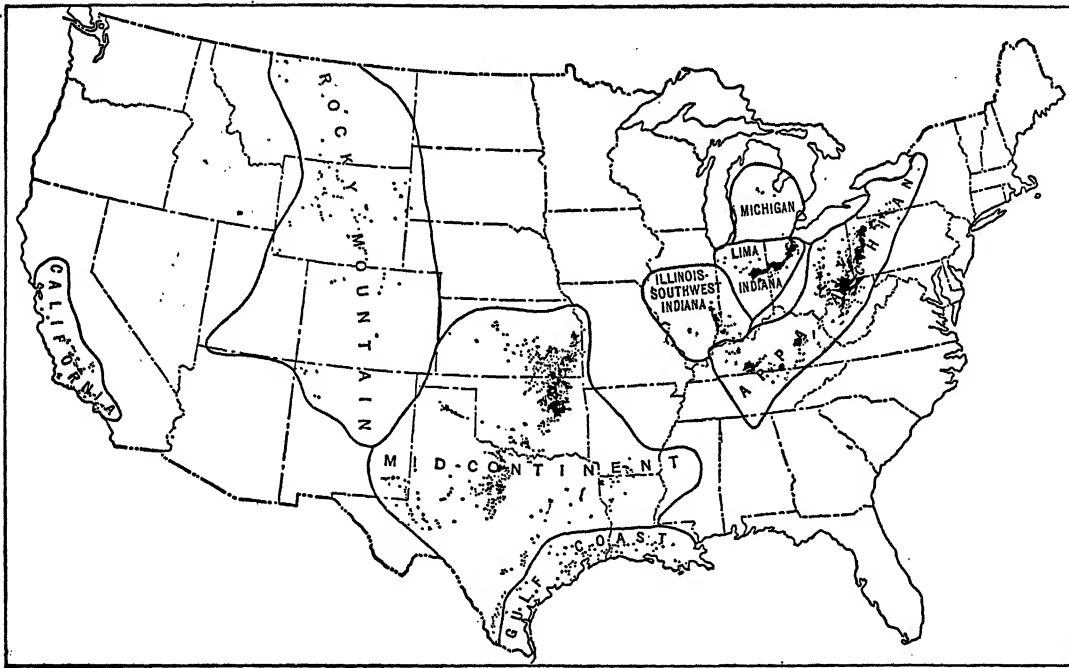 ROCKY MOUNTAIN
MICHIGAN
LIMA
INDIANA
ILLINOIS-
SOUTHWEST
INDIANA
APPALACHIAN
CALIFORNIA
MID-CONTINENT
GULF COAST